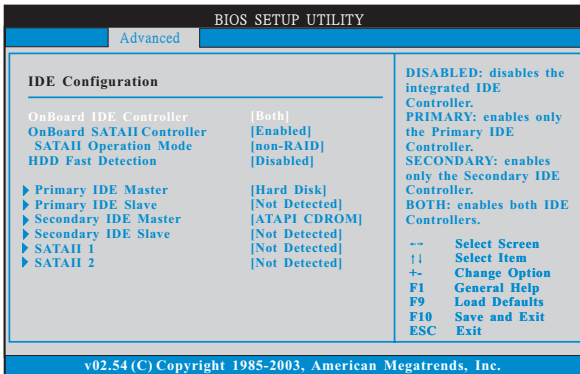 BIOS SETUP UTILITY
Advanced
IDE Configuration
OnBoard IDE Controller [Both]
OnBoard SATAII Controller [Enabled]
SATAII Operation Mode [non-RAID]
HDD Fast Detection [Disabled]
Primary IDE Master [Hard Disk]
Primary IDE Slave [Not Detected]
Secondary IDE Master [ATAPI CDROM]
Secondary IDE Slave [Not Detected]
SATAII 1 [Not Detected]
SATAII 2 [Not Detected]
DISABLED: disables the
integrated IDE
Controller.
PRIMARY: enables only
the Primary IDE
Controller.
SECONDARY: enables
only the Secondary IDE
Controller.
BOTH: enables both IDE
Controllers.
←→ Select Screen
↑↓ Select Item
+- Change Option
F1 General Help
F9 Load Defaults
F10 Save and Exit
ESC Exit
v02.54 (C) Copyright 1985-2003, American Megatrends, Inc.